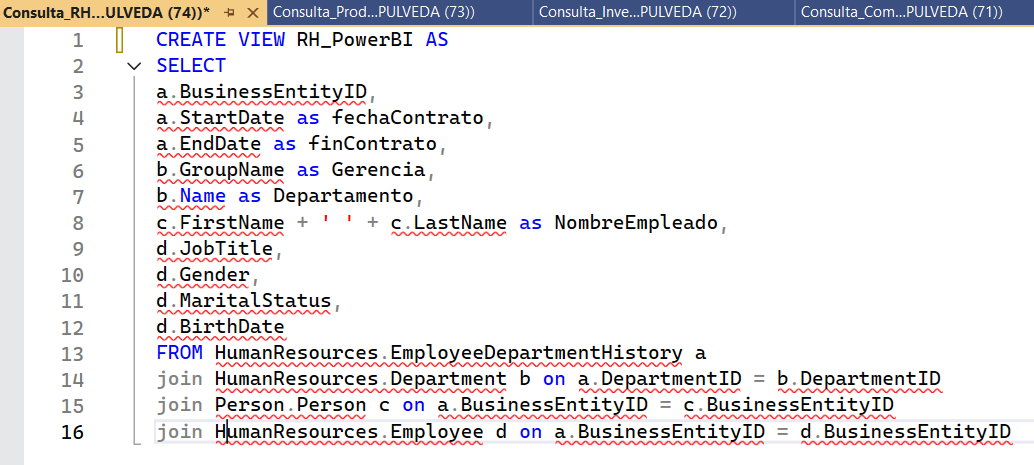 Consulta_RH...ULVEDA (74))* Consulta_Prod...PULVEDA (73)) Consulta_Inve...PULVEDA (72)) Consulta_Com...PULVEDA (71))
1 CREATE VIEW RH_PowerBI AS
2 SELECT
3 a.BusinessEntityID,
4 a.StartDate as fechaContrato,
5 a.EndDate as finContrato,
6 b.GroupName as Gerencia,
7 b.Name as Departamento,
8 c.FirstName + ' ' + c.LastName as NombreEmpleado,
9 d.JobTitle,
10 d.Gender,
11 d.MaritalStatus,
12 d.BirthDate
13 FROM HumanResources.EmployeeDepartmentHistory a
14 join HumanResources.Department b on a.DepartmentID = b.DepartmentID
15 join Person.Person c on a.BusinessEntityID = c.BusinessEntityID
16 join HumanResources.Employee d on a.BusinessEntityID = d.BusinessEntityID